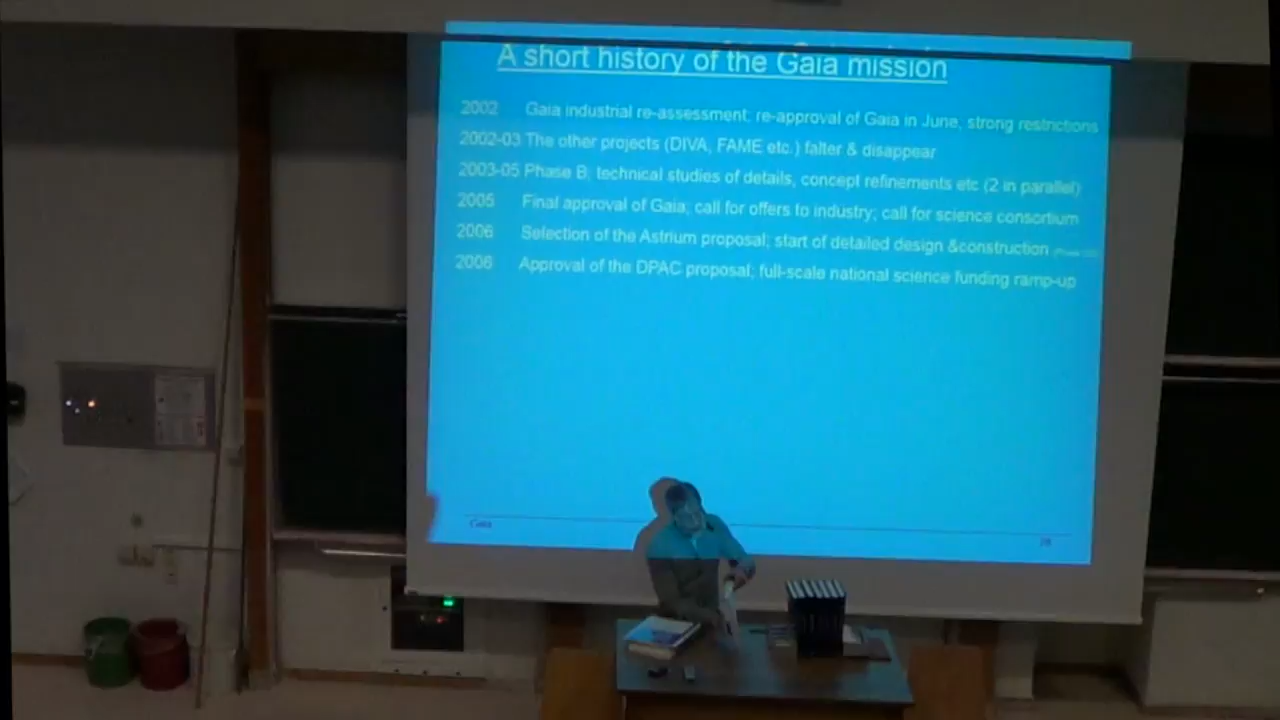 A short history of the Gaia mission
2002 Gaia industrial re-assessment; re-approval of Gaia in June, strong restrictions
2002-03 The other projects (DIVA, FAME etc.) falter & disappear
2003-05 Phase B: technical studies of details, concept refinements etc (2 in parallel)
2005 Final approval of Gaia; call for offers to industry; call for science consortium
2006 Selection of the Astrium proposal; start of detailed design &construction
2006 Approval of the DPAC proposal; full-scale national science funding ramp-up
Gaia